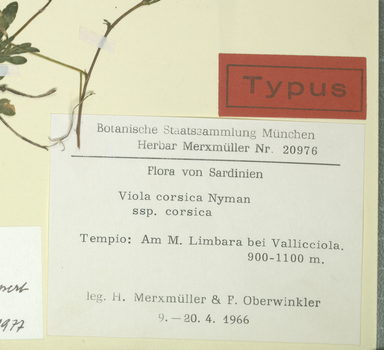 Typus
Botanische Staatssammlung München
Herbar Merxmüller Nr. 20976
Flora von Sardinien
Viola corsica Nyman
ssp. corsica
Tempio: Am M. Limbara bei Vallicciola.
900-1100 m.
leg. H. Merxmüller & F. Oberwinkler
9.—20. 4. 1966
1977